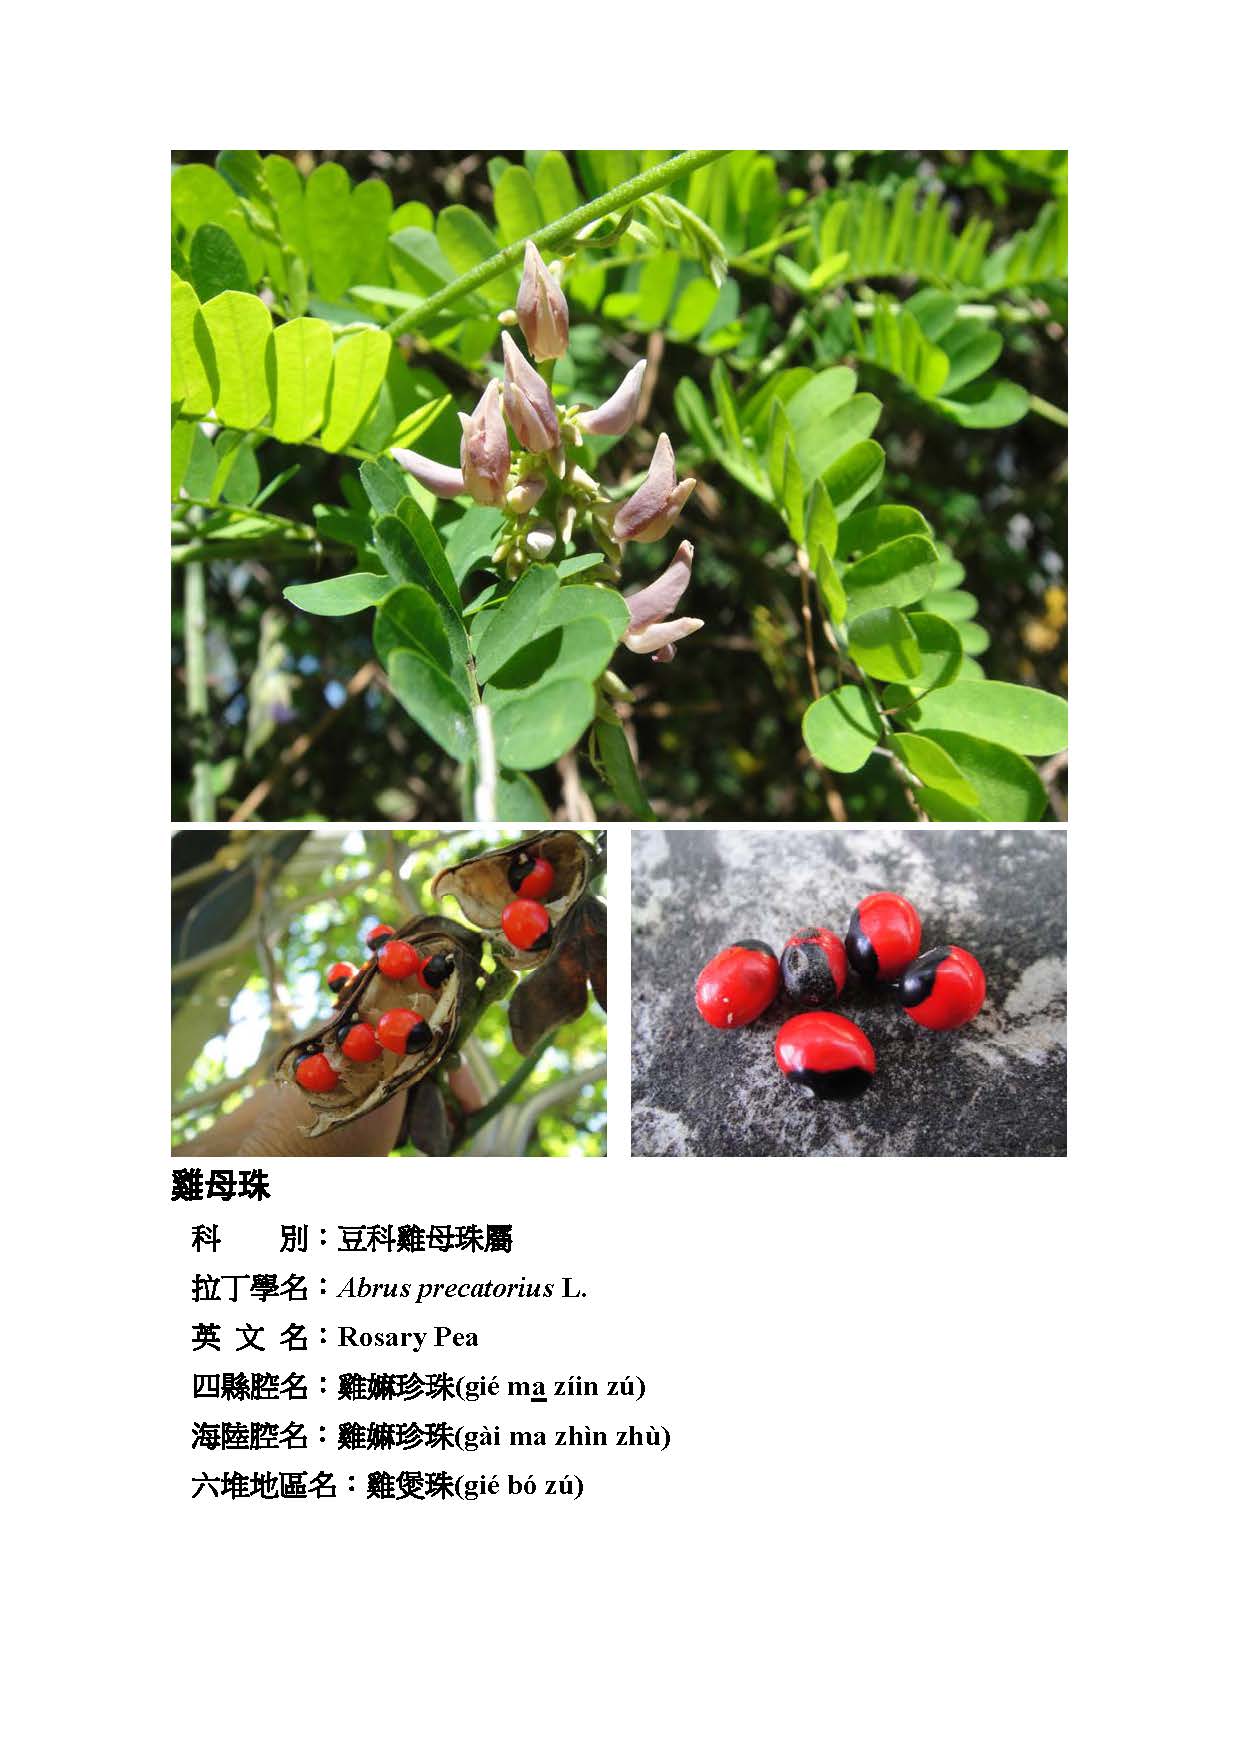 雞母珠
科　　別：豆科雞母珠屬
拉丁學名：Abrus precatorius L.
英 文 名：Rosary Pea
四縣腔名：雞嫲珍珠(gié ma zíin zú)
海陸腔名：雞嫲珍珠(gài ma zhìn zhù)
六堆地區名：雞煲珠(gié bó zú)